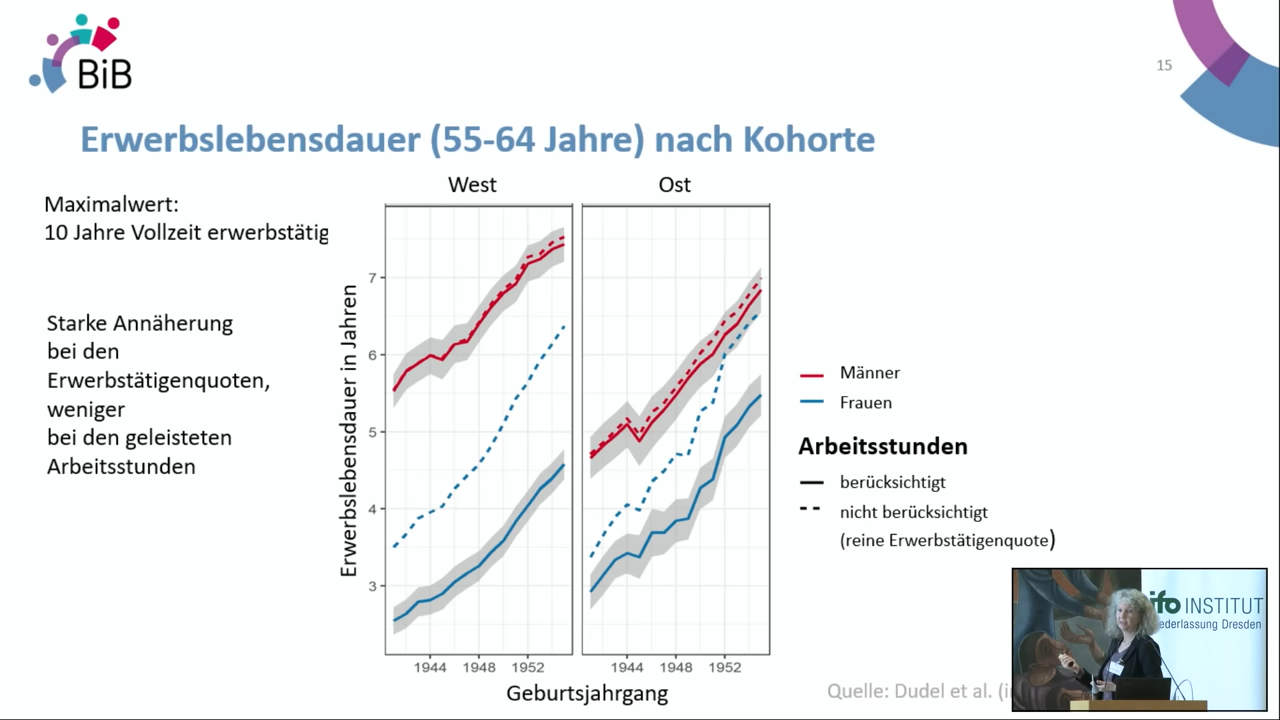 BiB
15
Erwerbslebensdauer (55-64 Jahre) nach Kohorte
Maximalwert:
10 Jahre Vollzeit erwerbstätig
Starke Annäherung
bei den
Erwerbstätigenquoten,
weniger
bei den geleisteten
Arbeitsstunden
West
Ost
Erwerbslebensdauer in Jahren
7
6
5
4
3
1944 1948 1952
1944 1948 1952
Geburtsjahrgang
Männer
Frauen
Arbeitsstunden
berücksichtigt
nicht berücksichtigt
(reine Erwerbstätigenquote)
Quelle: Dudel et al.
ifo INSTITUT
ederlassung Dresden